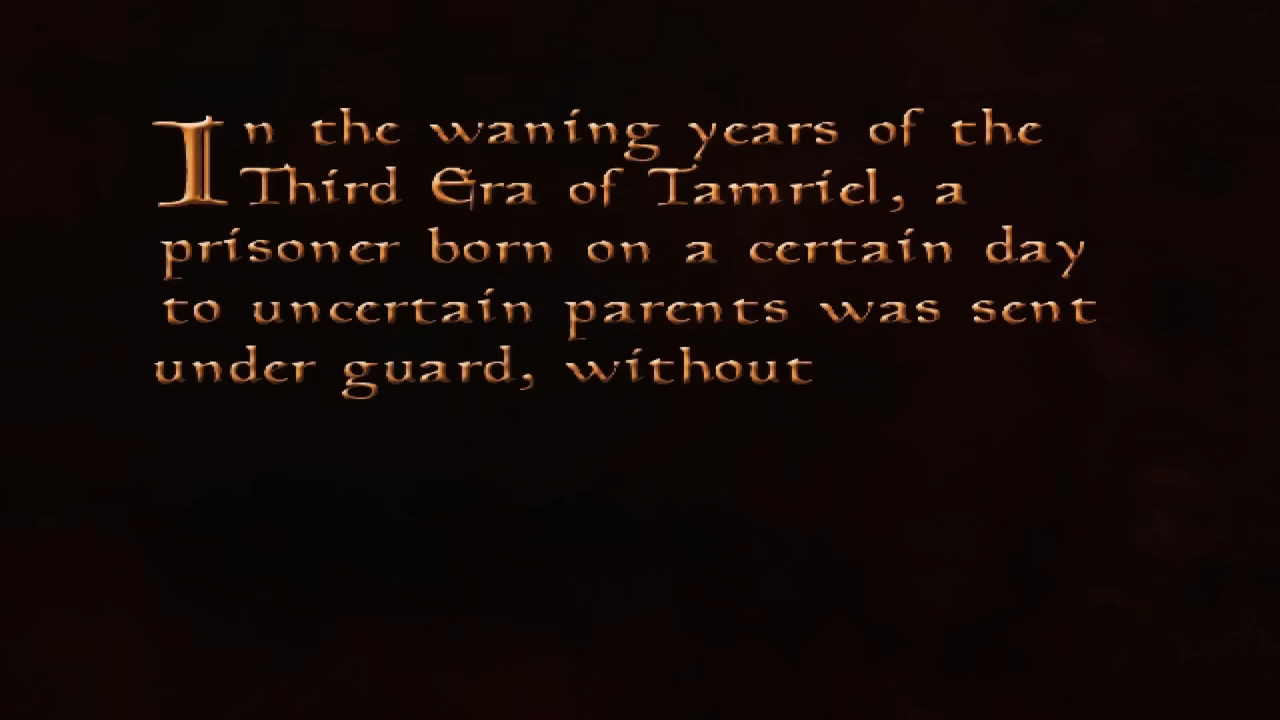 In the waning years of the
Third Era of Tamriel, a
prisoner born on a certain day
to uncertain parents was sent
under guard, without